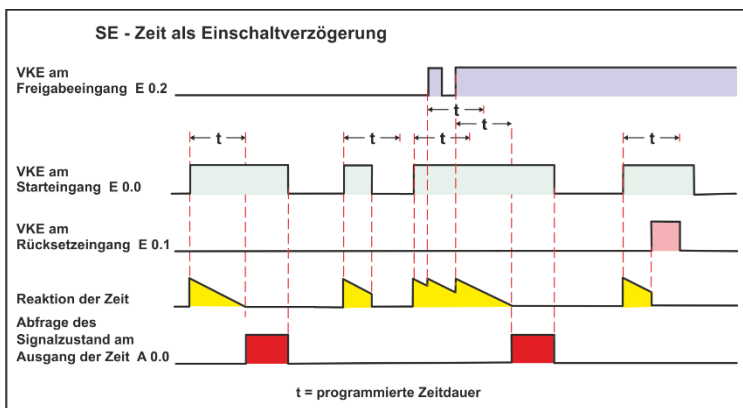 SE - Zeit als Einschaltverzögerung
VKE am
Freigabeeingang E 0.2
t
t
t
t
t
t
VKE am
Starteingang E 0.0
VKE am
Rücksetzeingang E 0.1
Reaktion der Zeit
Abfrage des
Signalzustand am
Ausgang der Zeit A 0.0
t = programmierte Zeitdauer